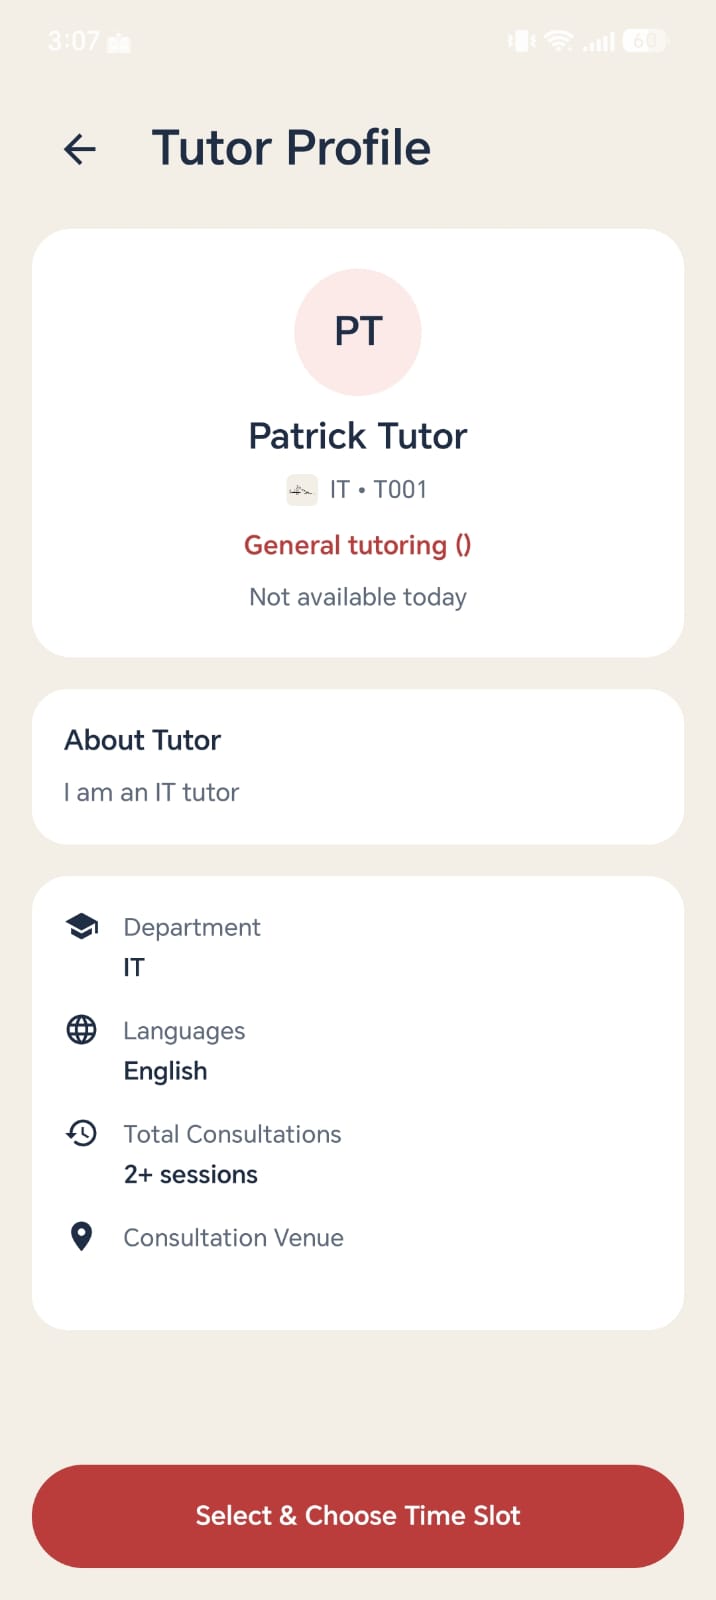 3:07
60
Tutor Profile
PT
Patrick Tutor
IT • T001
General tutoring ()
Not available today
About Tutor
I am an IT tutor
Department
IT
Languages
English
Total Consultations
2+ sessions
Consultation Venue
Select & Choose Time Slot